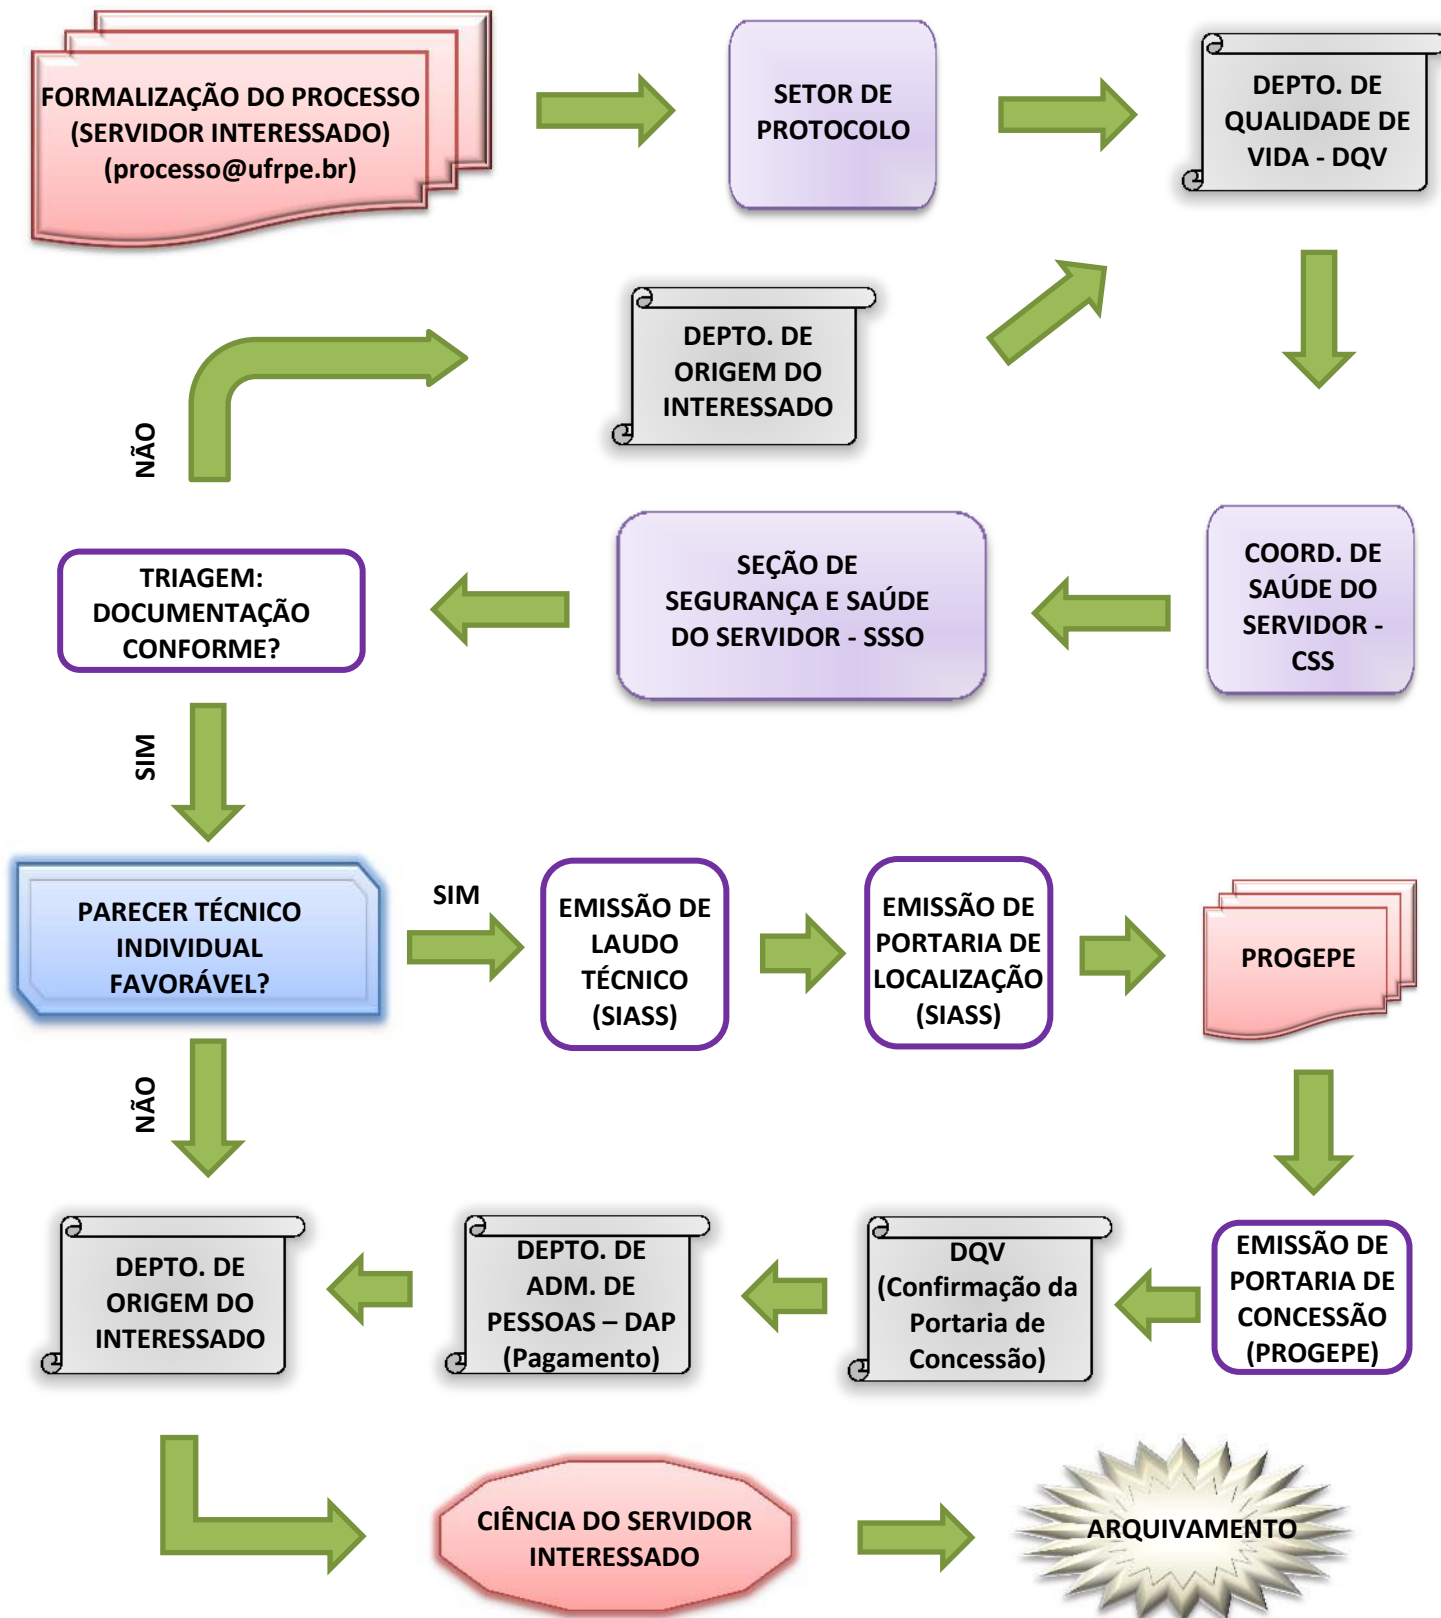 FORMALIZAÇÃO DO PROCESSO
(SERVIDOR INTERESSADO)
(processo@ufrpe.br)
SETOR DE
PROTOCOLO
DEPTO. DE
QUALIDADE DE
VIDA - DQV
DEPTO. DE
ORIGEM DO
INTERESSADO
NÃO
TRIAGEM:
DOCUMENTAÇÃO
CONFORME?
SEÇÃO DE
SEGURANÇA E SAÚDE
DO SERVIDOR - SSSO
COORD. DE
SAÚDE DO
SERVIDOR -
CSS
SIM
PARECER TÉCNICO
INDIVIDUAL
FAVORÁVEL?
SIM
EMISSÃO DE
LAUDO
TÉCNICO
(SIASS)
EMISSÃO DE
PORTARIA DE
LOCALIZAÇÃO
(SIASS)
PROGEPE
NÃO
DEPTO. DE
ORIGEM DO
INTERESSADO
DEPTO. DE
ADM. DE
PESSOAS – DAP
(Pagamento)
DQV
(Confirmação da
Portaria de
Concessão)
EMISSÃO DE
PORTARIA DE
CONCESSÃO
(PROGEPE)
CIÊNCIA DO SERVIDOR
INTERESSADO
ARQUIVAMENTO